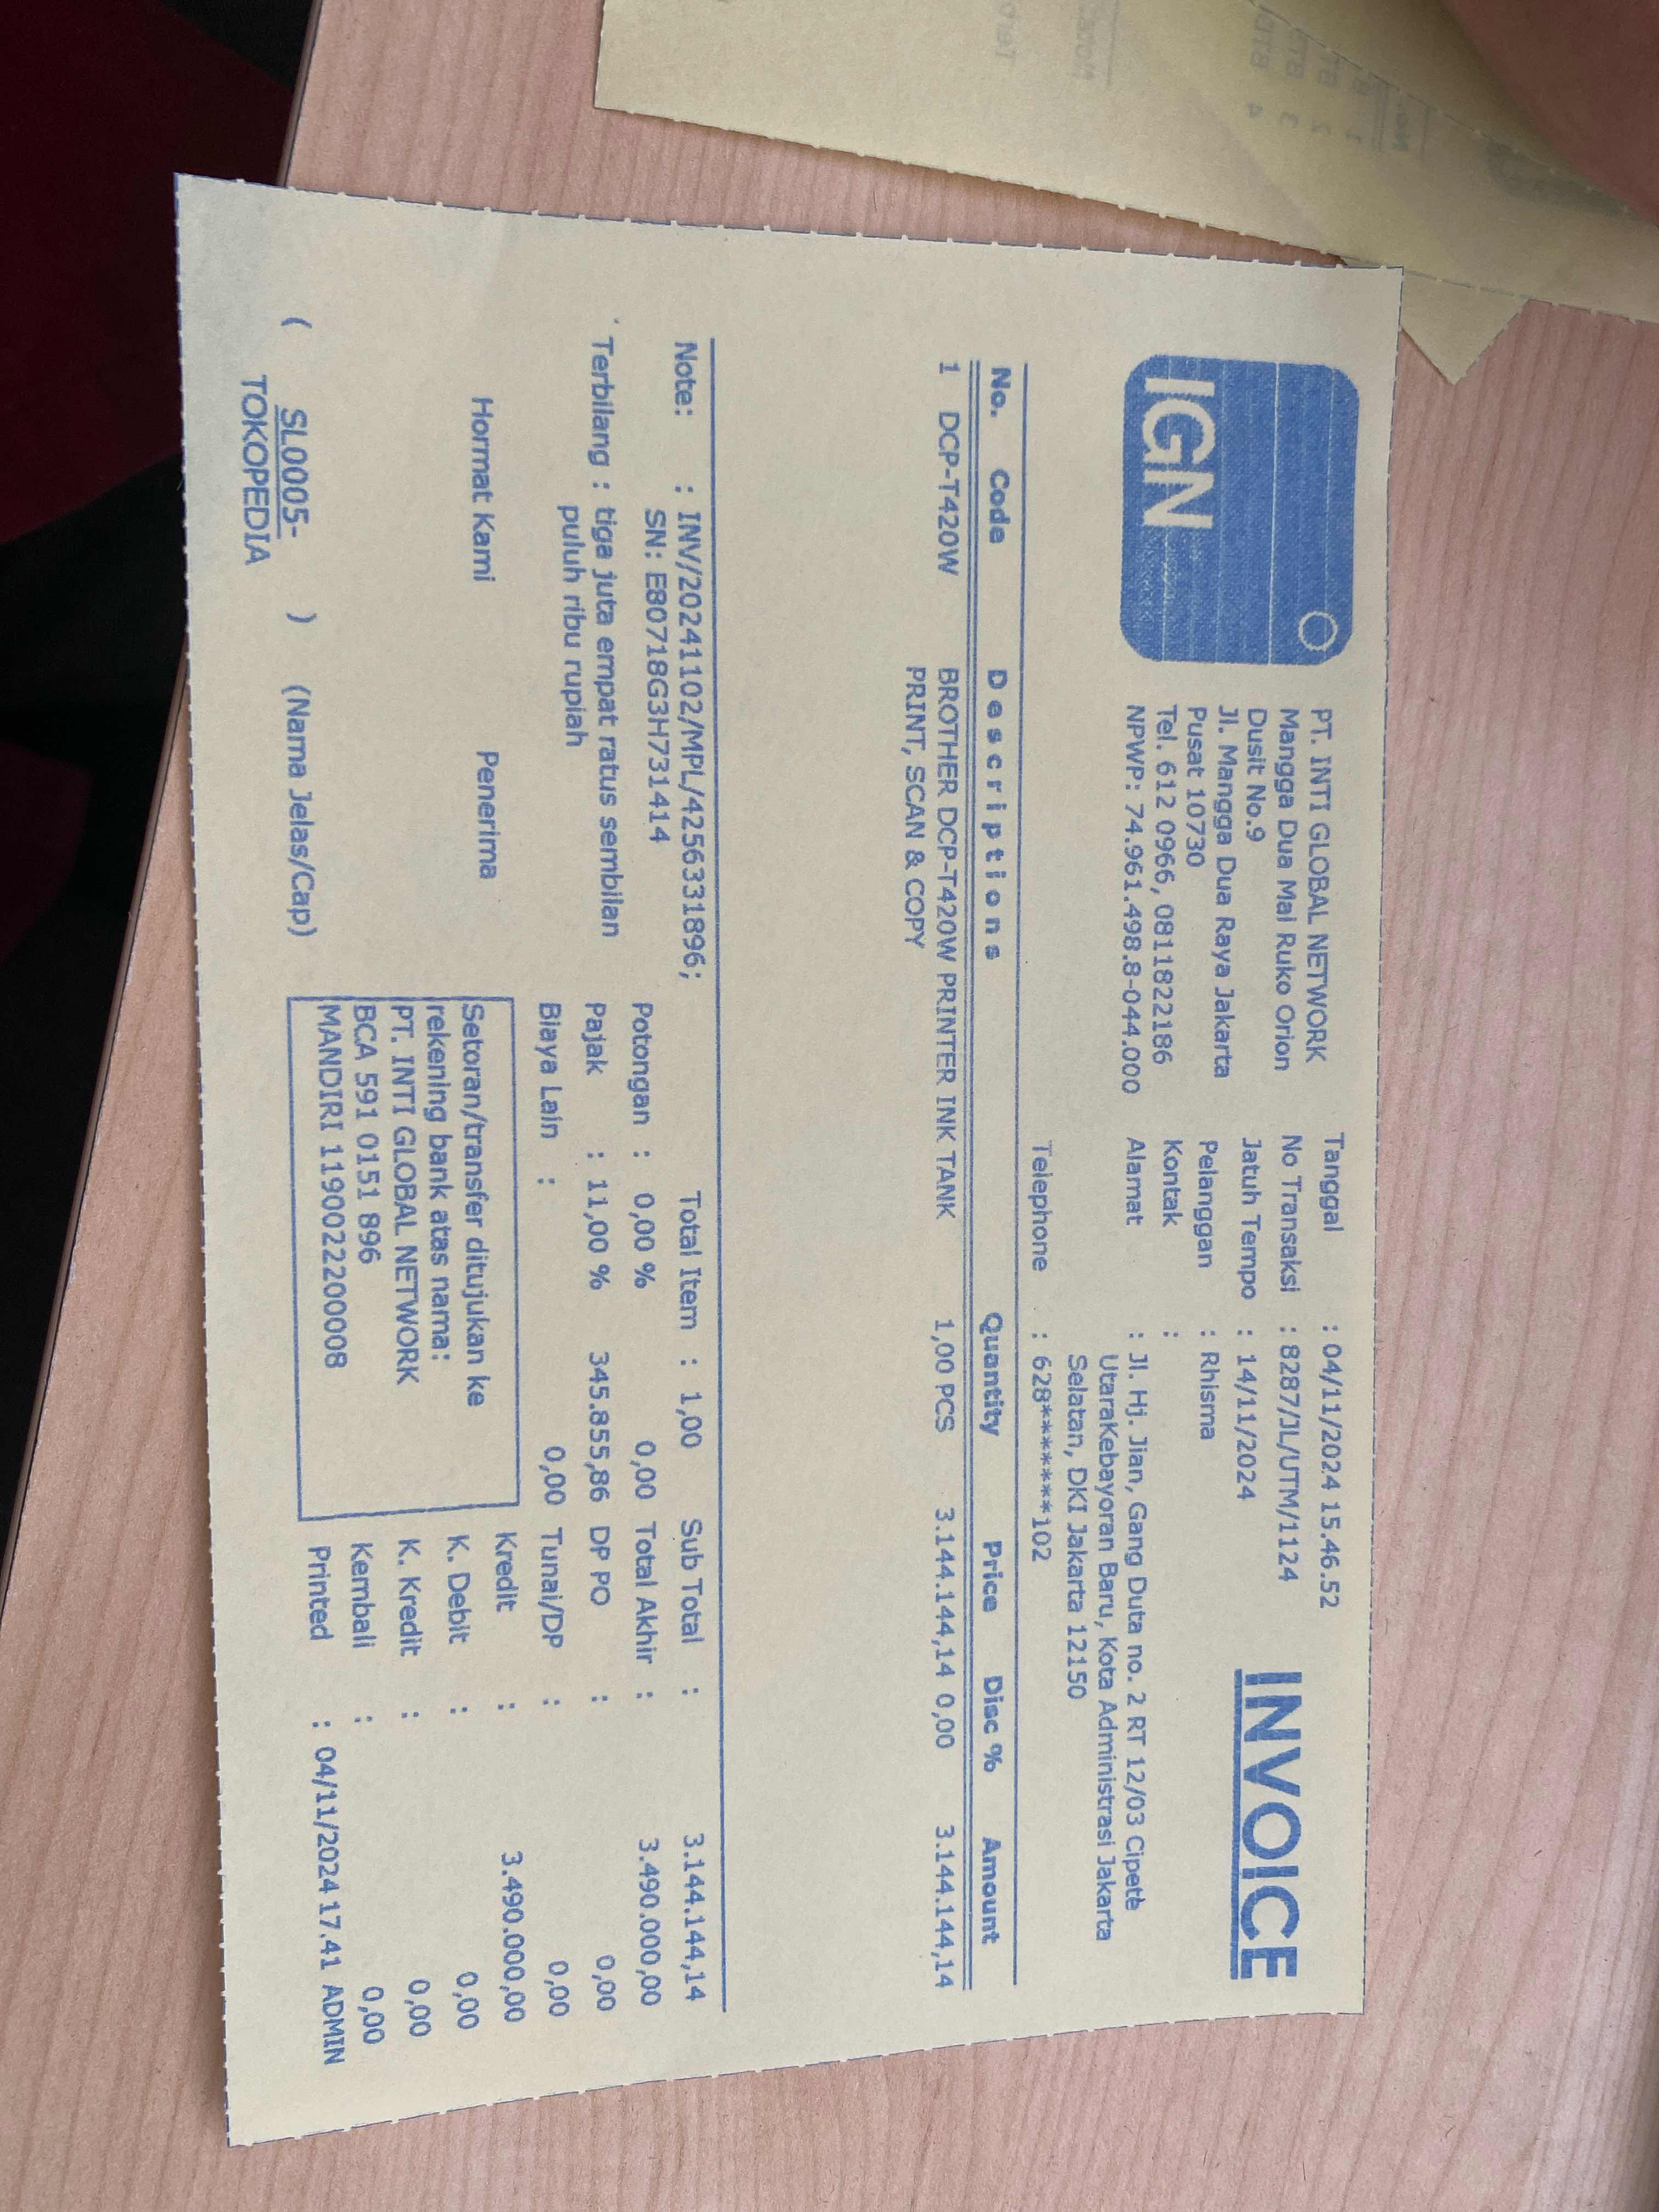 IGN
PT. INTI GLOBAL NETWORK
Mangga Dua Mal Ruko Orion
Dusit No.9
Jl. Mangga Dua Raya Jakarta
Pusat 10730
Tel. 612 0966, 0811822186
NPWP: 74.961.498.8-044.000
Tanggal : 04/11/2024 15.46.52
No Transaksi : 8287/JL/UTM/1124
Jatuh Tempo : 14/11/2024
Pelanggan : Rhisma
Kontak :
Alamat : Jl. Hj. Jian, Gang Duta no. 2 RT 12/03 Cipete
UtaraKebayoran Baru, Kota Administrasi Jakarta
Selatan, DKI Jakarta 12150
Telephone : 628*******102
INVOICE
No. Code Descriptions Quantity Price Disc % Amount
1 DCP-T420W BROTHER DCP-T420W PRINTER INK TANK 1,00 PCS 3.144.144,14 0,00 3.144.144,14
PRINT, SCAN & COPY
Note: : INV/20241102/MPL/4256331896;
SN: E80718G3H731414
Terbilang : tiga juta empat ratus sembilan
puluh ribu rupiah
Total Item : 1,00
Potongan : 0,00 % 0,00
Pajak : 11,00 % 345.855,86
Biaya Lain : 0,00
Sub Total : 3.144.144,14
Total Akhir : 3.490.000,00
DP PO : 0,00
Tunai/DP : 0,00
Kredit : 3.490.000,00
K. Debit : 0,00
K. Kredit : 0,00
Kembali : 0,00
Printed : 04/11/2024 17.41 ADMIN
Hormat Kami Penerima
( SL0005- ) (Nama Jelas/Cap)
TOKOPEDIA
Setoran/transfer ditujukan ke
rekening bank atas nama:
PT. INTI GLOBAL NETWORK
BCA 591 0151 896
MANDIRI 1190022200008